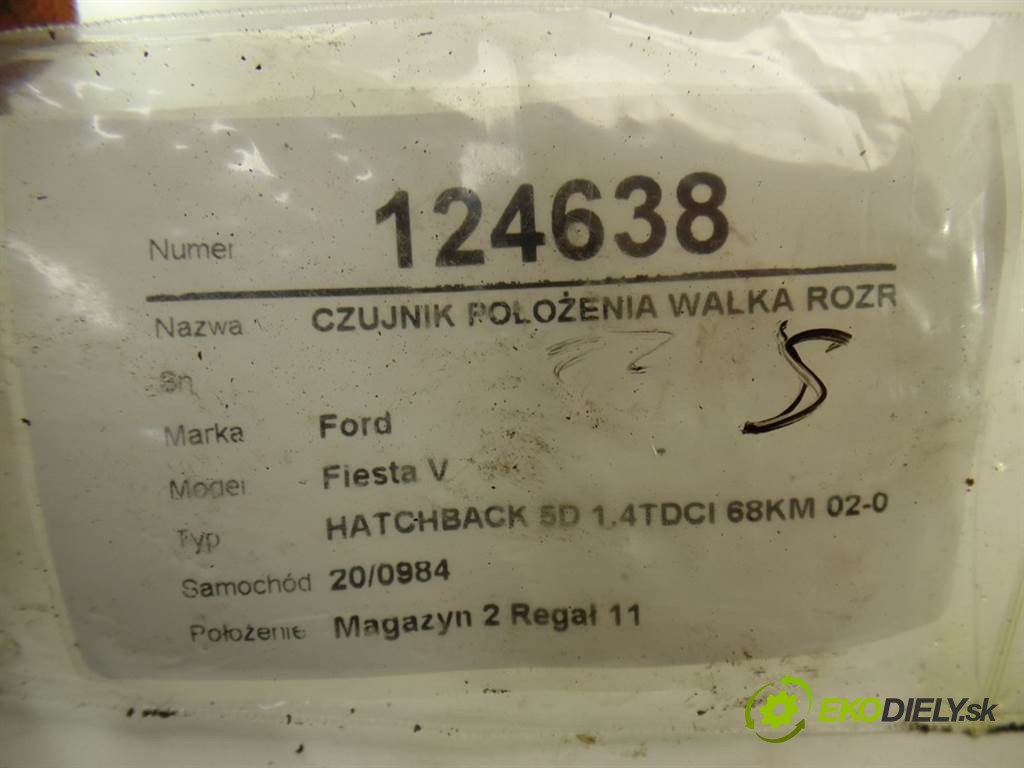 Numer 124638
Nazwa CZUJNIK POŁOŻENIA WALKA ROZR
Sn
S
Marka Ford
Model Fiesta V
Typ HATCHBACK 5D 1.4TDCI 68KM 02-0
Samochód 20/0984
Położenie Magazyn 2 Regał 11
EKODIELY.sk